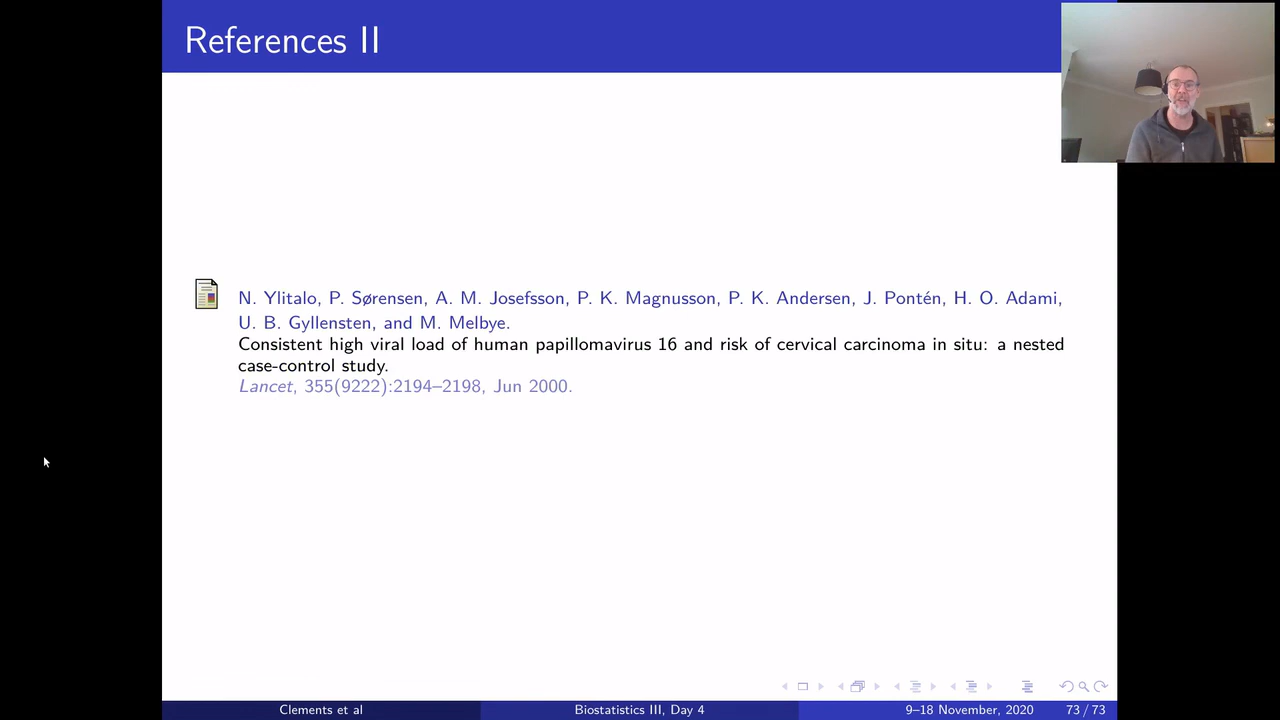 References II
N. Ylitalo, P. Sørensen, A. M. Josefsson, P. K. Magnusson, P. K. Andersen, J. Pontén, H. O. Adami,
U. B. Gyllensten, and M. Melbye.
Consistent high viral load of human papillomavirus 16 and risk of cervical carcinoma in situ: a nested
case-control study.
Lancet, 355(9222):2194–2198, Jun 2000.
Clements et al
Biostatistics III, Day 4
9–18 November, 2020
73 / 73